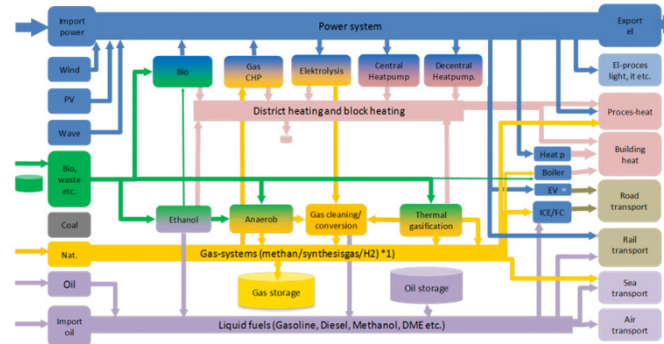 Import
power
Power system
Export
el
Wind
PV
Wave
Bio
Gas
CHP
Elektrolysis
Central
Heatpump
Decentral
Heatpump.
El-proces
light, it etc.
District heating and block heating
Proces-heat
Bio,
waste
etc.
Heat p
Boiler
EV
ICE/FC
Building
heat
Road
transport
Coal
Ethanol
Anaerob
Gas cleaning/
conversion
Thermal
gasification
Nat.
Gas-systems (methan/synthesisgas/H2) *1)
Rail
transport
Oil
Gas storage
Oil storage
Sea
transport
Import
oil
Liquid fuels (Gasoline, Diesel, Methanol, DME etc.)
Air
transport